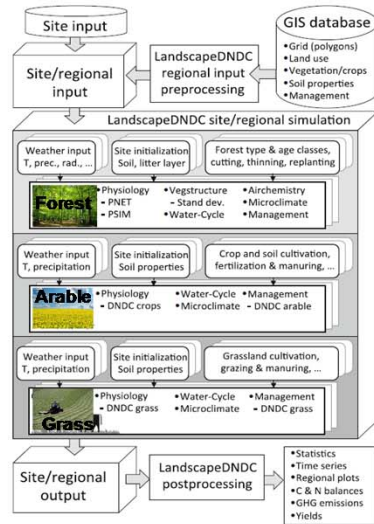 Site input
GIS database
•Grid (polygons)
•Land use
•Vegetation/crops
•Soil properties
•Management
LandscapeDNDC
regional input
preprocessing
Site/regional
input
LandscapeDNDC site/regional simulation
Weather input
T, prec., rad., ...
Site initialization
Soil, litter layer
Forest type & age classes,
cutting, thinning, replanting
Forest
•Physiology
- PNET
- PSIM
•Vegstructure
- Stand dev.
•Water-Cycle
•Airchemistry
•Microclimate
•Management
Weather input
T, precipitation
Site initialization
Soil properties
Crop and soil cultivation,
fertilization & manuring, ...
Arable
•Physiology
- DNDC crops
•Water-Cycle
•Microclimate
•Management
- DNDC arable
Weather input
T, precipitation
Site initialization
Soil properties
Grassland cultivation,
grazing & manuring, ...
Grass
•Physiology
- DNDC grass
•Water-Cycle
•Microclimate
•Management
- DNDC grass
Site/regional
output
LandscapeDNDC
postprocessing
•Statistics
•Time series
•Regional plots
•C & N balances
•GHG emissions
•Yields